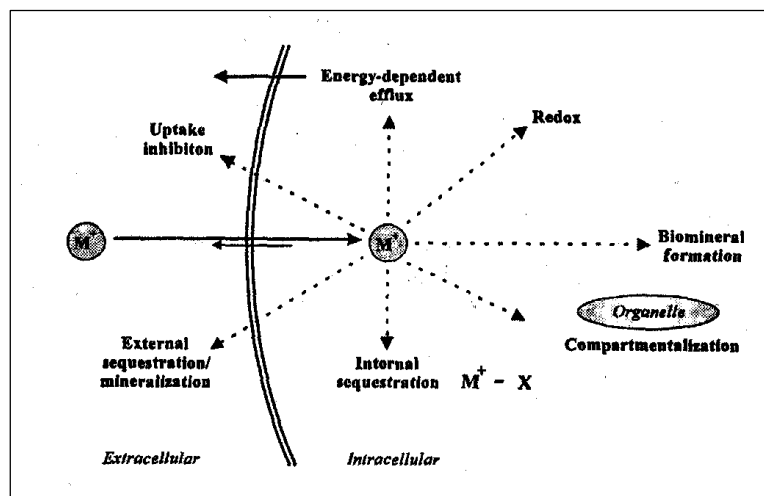 Energy-dependent
efflux
Redox
Uptake
inhibiton
M+
M+
Biomineral
formation
Organelle
Compartmentalization
External
sequestration/
mineralization
Internal
sequestration
M+ - X
Extracellular
Intracellular